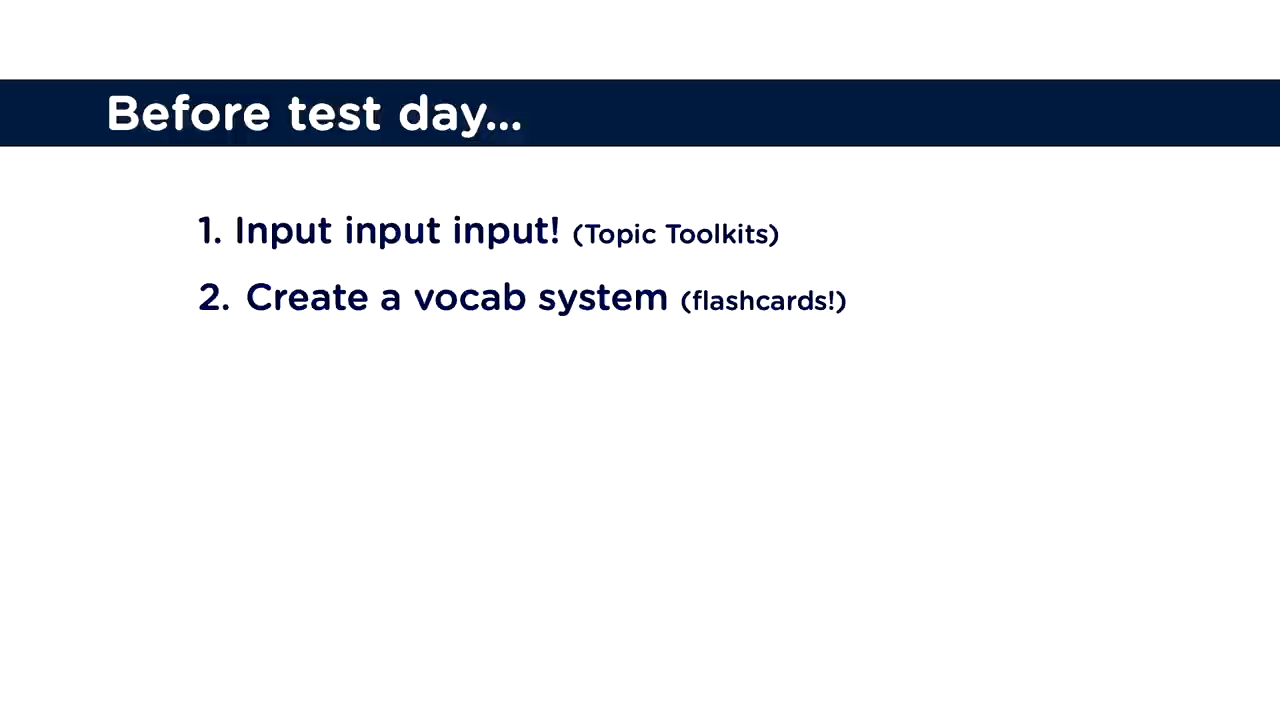 Before test day...
1. Input input input! (Topic Toolkits)
2. Create a vocab system (flashcards!)